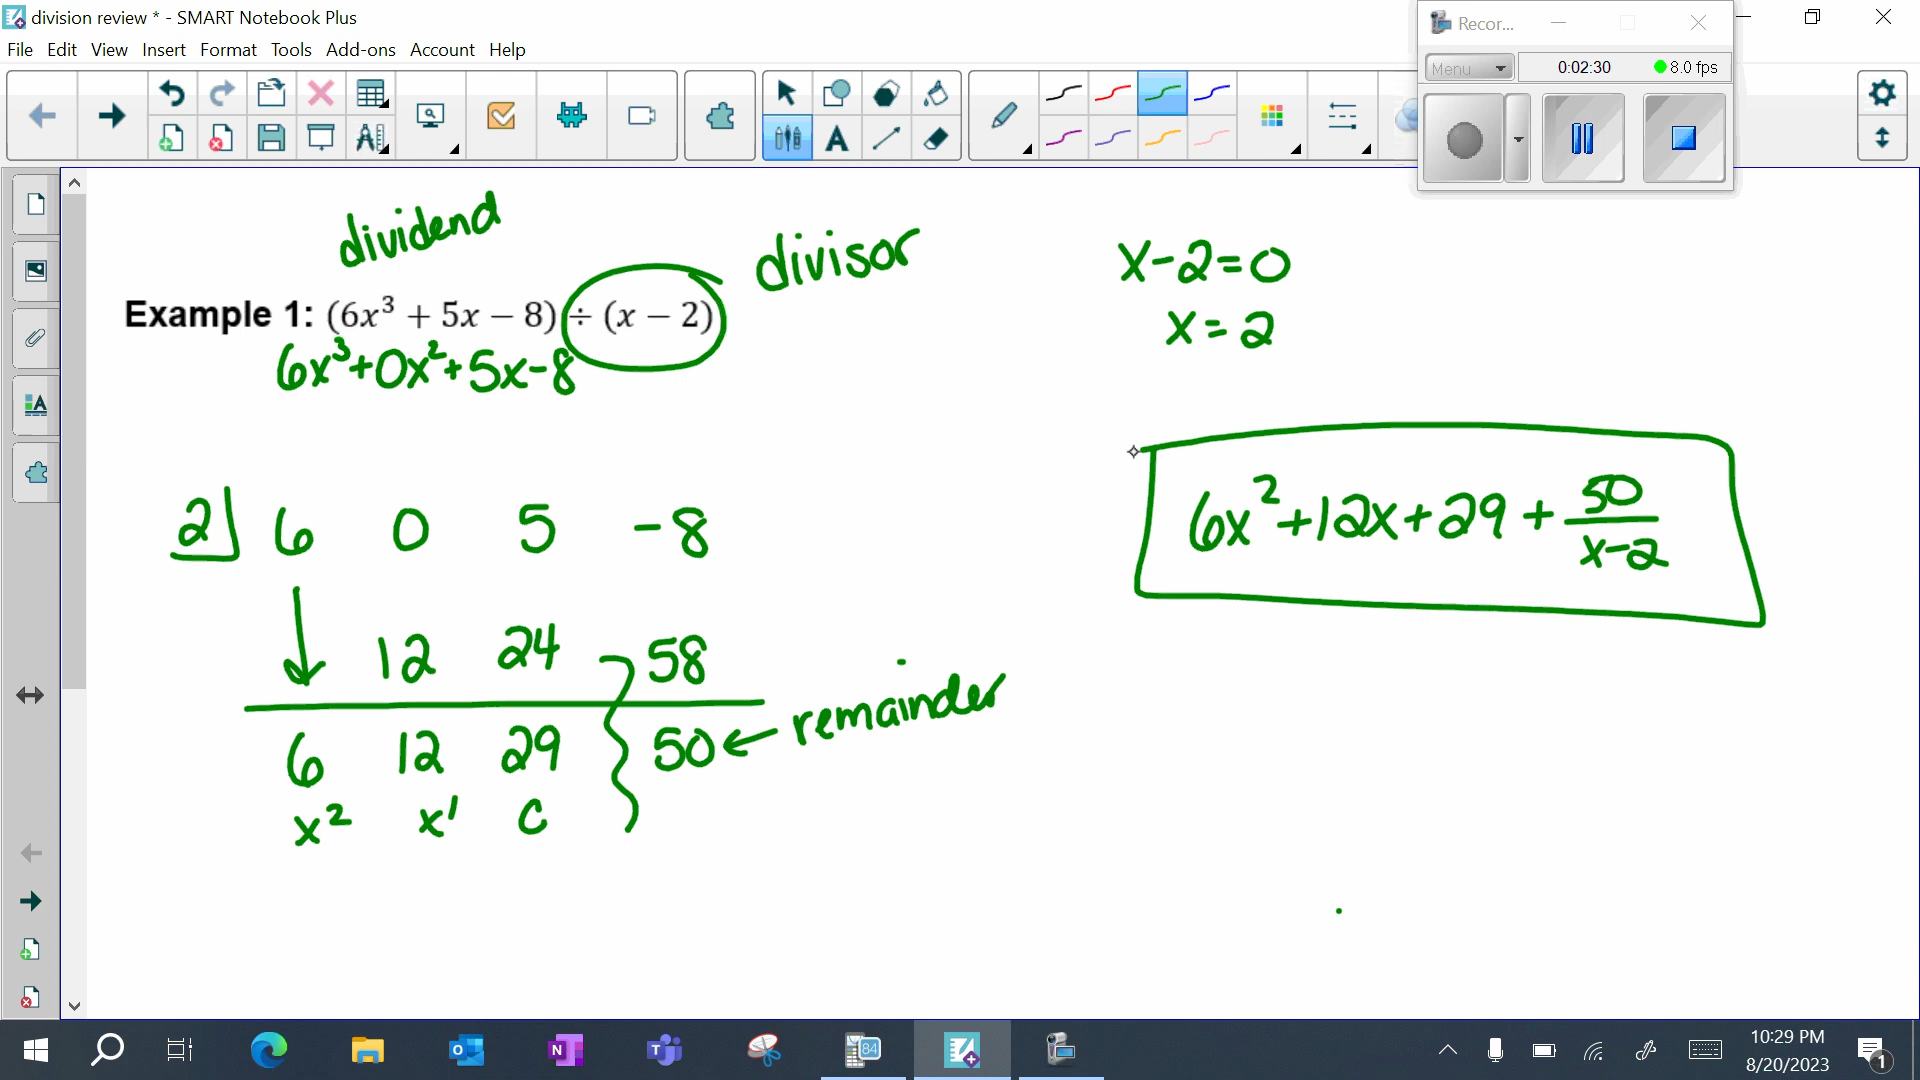 division review * - SMART Notebook Plus
File Edit View Insert Format Tools Add-ons Account Help
Recor...
Menu 0:02:30 8.0 fps
dividend
divisor
Example 1: (6x³ + 5x − 8) ÷ (x − 2)
6x³+0x²+5x-8
x-2=0
x=2
2 6 0 5 -8
12 24 58
6 12 29 50 ← remainder
x² x' c
6x²+12x+29+50/x-2
84
10:29 PM
8/20/2023
1